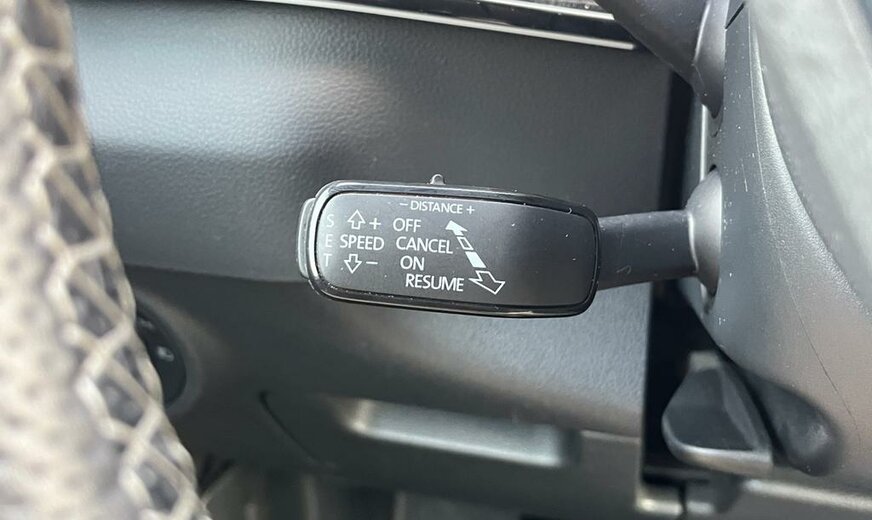 - DISTANCE +
S + OFF
E SPEED CANCEL
T - ON
RESUME